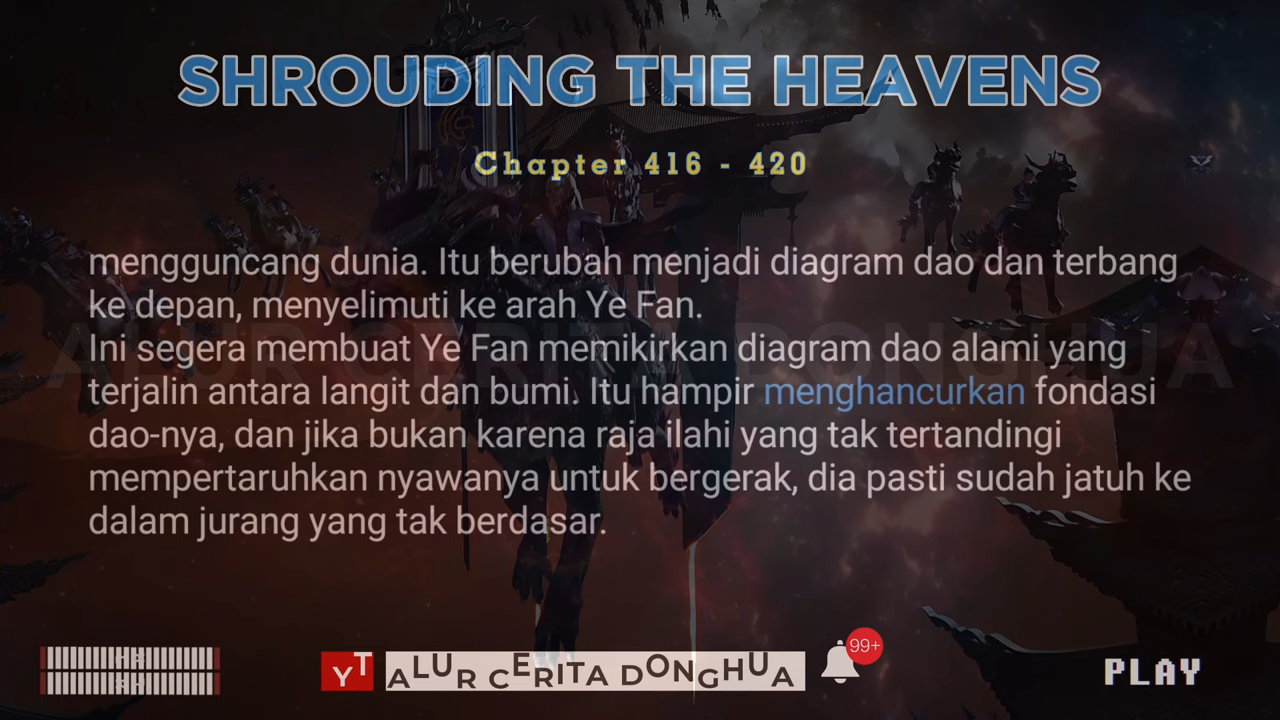 SHROUDING THE HEAVENS
Chapter 416 - 420
mengguncang dunia. Itu berubah menjadi diagram dao dan terbang
ke depan, menyelimuti ke arah Ye Fan.
Ini segera membuat Ye Fan memikirkan diagram dao alami yang
terjalin antara langit dan bumi. Itu hampir menghancurkan fondasi
dao-nya, dan jika bukan karena raja ilahi yang tak tertandingi
mempertaruhkan nyawanya untuk bergerak, dia pasti sudah jatuh ke
dalam jurang yang tak berdasar.
ALUR CERITA DONGHUA
YT ALUR CERITA DONGHUA
99+
PLAY